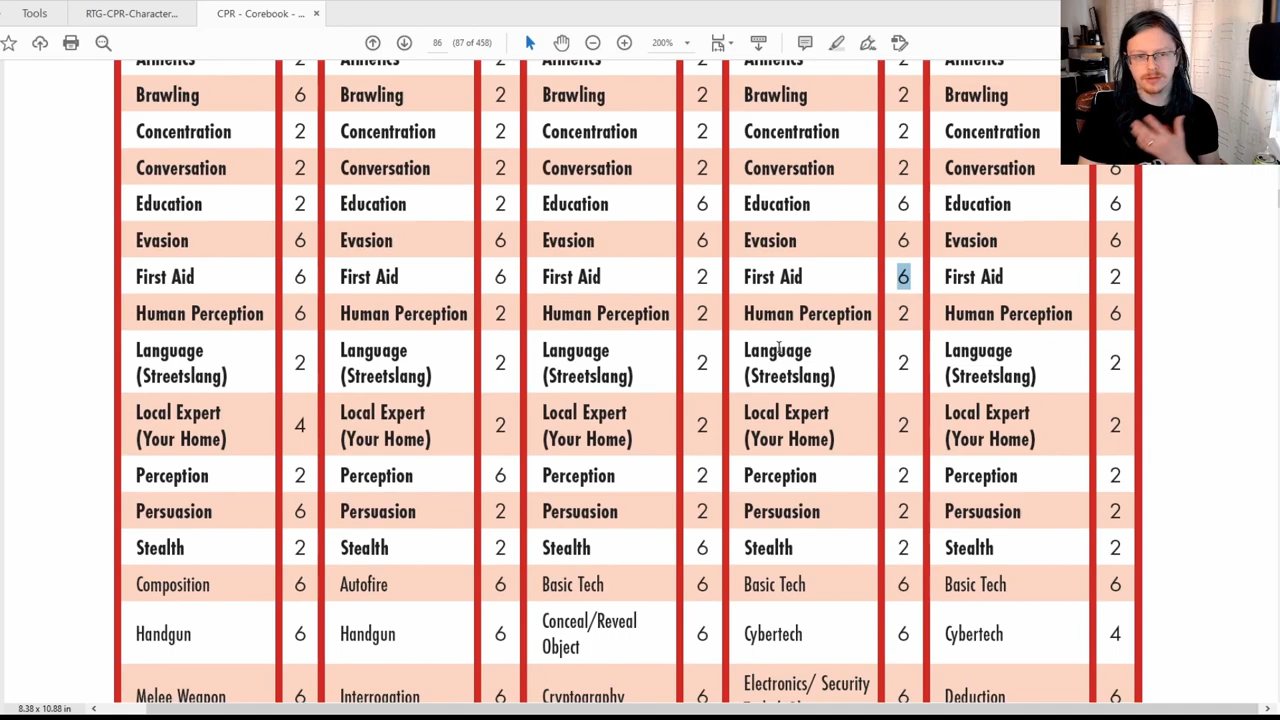 Tools RTG-CPR-Character... CPR - Corebook - ... ×
86 (87 of 458) 200%
Athletics 2 Athletics 2 Athletics 2 Athletics 2 Athletics
Brawling 6 Brawling 2 Brawling 2 Brawling 2 Brawling
Concentration 2 Concentration 2 Concentration 2 Concentration 2 Concentration
Conversation 2 Conversation 2 Conversation 2 Conversation 2 Conversation 6
Education 2 Education 2 Education 6 Education 6 Education 6
Evasion 6 Evasion 6 Evasion 6 Evasion 6 Evasion 6
First Aid 6 First Aid 6 First Aid 2 First Aid 6 First Aid 2
Human Perception 6 Human Perception 2 Human Perception 2 Human Perception 2 Human Perception 6
Language Language Language Language Language
(Streetslang) 2 (Streetslang) 2 (Streetslang) 2 (Streetslang) 2 (Streetslang) 2
Local Expert Local Expert Local Expert Local Expert Local Expert
(Your Home) 4 (Your Home) 2 (Your Home) 2 (Your Home) 2 (Your Home) 2
Perception 2 Perception 6 Perception 2 Perception 2 Perception 2
Persuasion 6 Persuasion 2 Persuasion 2 Persuasion 2 Persuasion 2
Stealth 2 Stealth 2 Stealth 6 Stealth 2 Stealth 2
Composition 6 Autofire 6 Basic Tech 6 Basic Tech 6 Basic Tech 6
Handgun 6 Handgun 6 Conceal/Reveal 6 Cybertech 6 Cybertech 4
Object
Melee Weapon 6 Interrogation 6 Cryptography 6 Electronics/ Security 6 Deduction 6
8.38 x 10.88 in